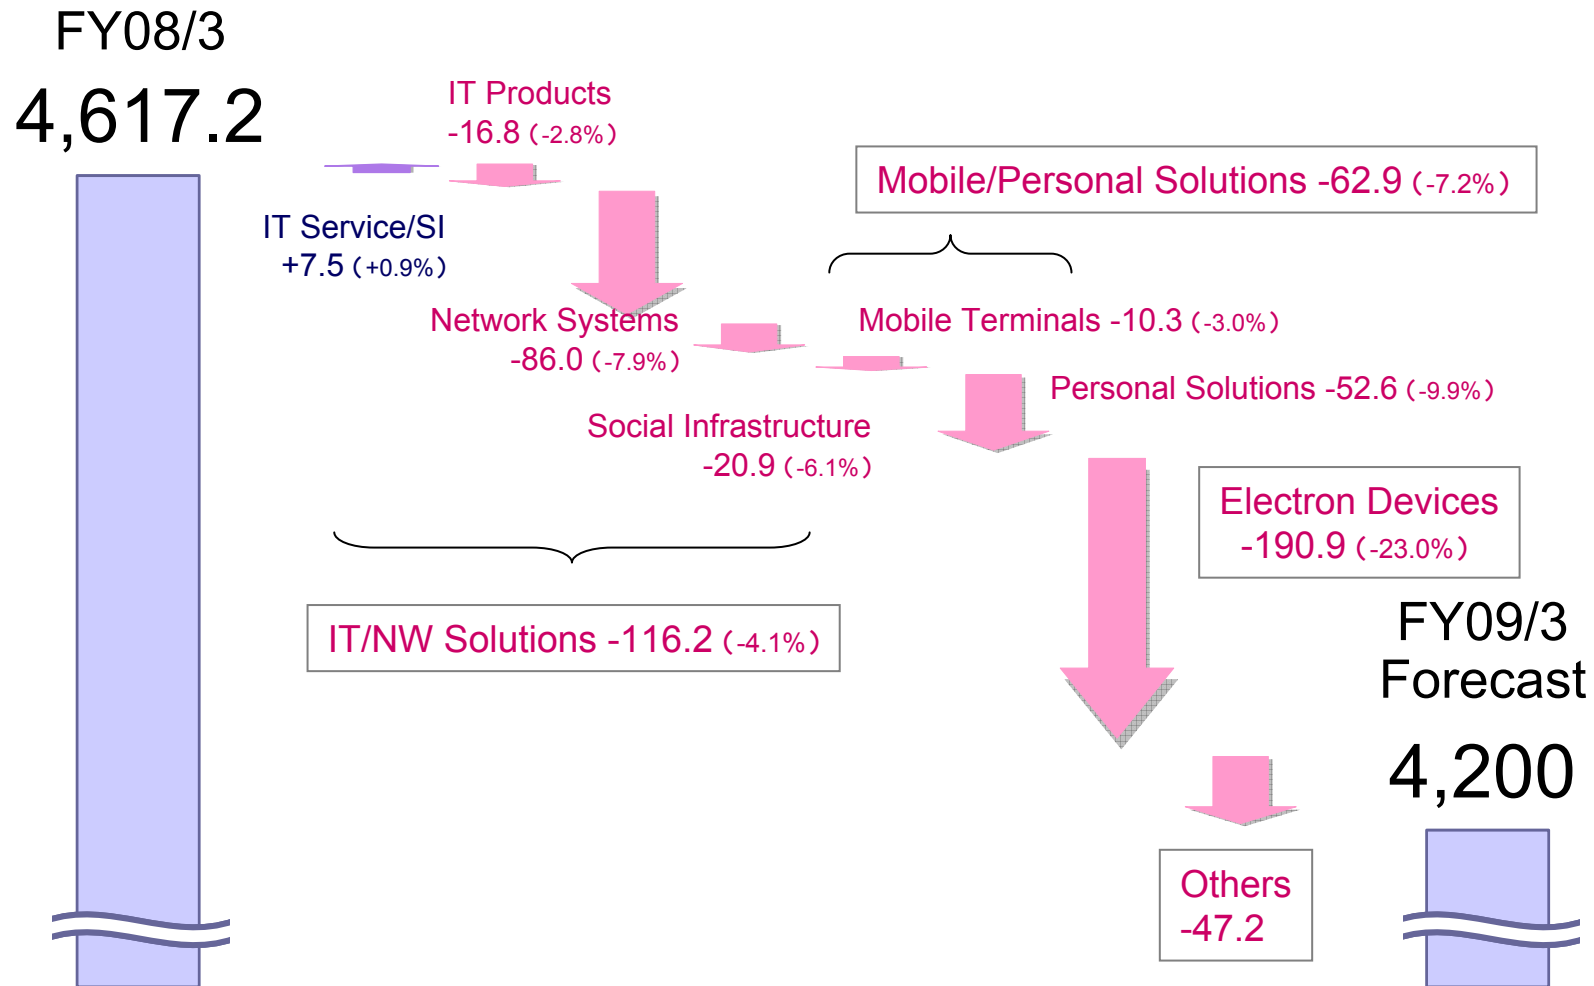 FY08/3
4,617.2
IT Products
-16.8 (-2.8%)
IT Service/SI
+7.5 (+0.9%)
Mobile/Personal Solutions -62.9 (-7.2%)
Network Systems
-86.0 (-7.9%)
Mobile Terminals -10.3 (-3.0%)
Personal Solutions -52.6 (-9.9%)
Social Infrastructure
-20.9 (-6.1%)
Electron Devices
-190.9 (-23.0%)
IT/NW Solutions -116.2 (-4.1%)
FY09/3
Forecast
4,200
Others
-47.2